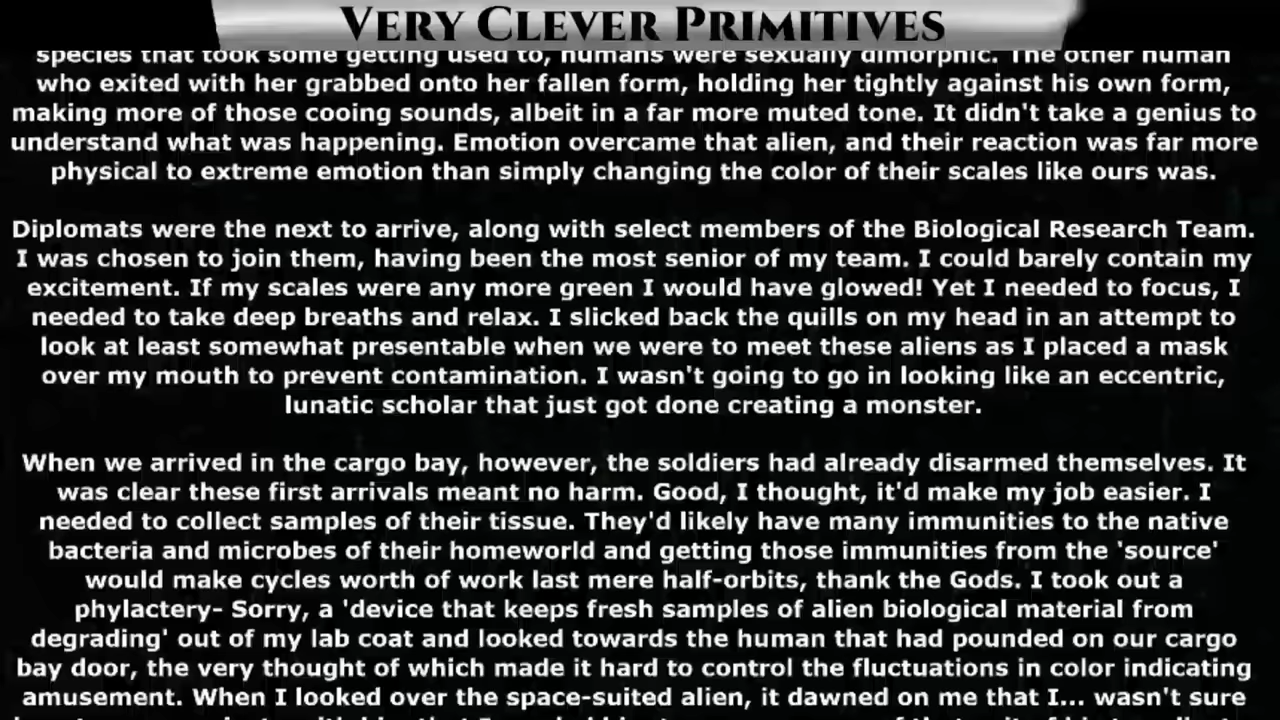 VERY CLEVER PRIMITIVES
species that took some getting used to, humans were sexually dimorphic. The other human
who exited with her grabbed onto her fallen form, holding her tightly against his own form,
making more of those cooing sounds, albeit in a far more muted tone. It didn't take a genius to
understand what was happening. Emotion overcame that alien, and their reaction was far more
physical to extreme emotion than simply changing the color of their scales like ours was.
Diplomats were the next to arrive, along with select members of the Biological Research Team.
I was chosen to join them, having been the most senior of my team. I could barely contain my
excitement. If my scales were any more green I would have glowed! Yet I needed to focus, I
needed to take deep breaths and relax. I slicked back the quills on my head in an attempt to
look at least somewhat presentable when we were to meet these aliens as I placed a mask
over my mouth to prevent contamination. I wasn't going to go in looking like an eccentric,
lunatic scholar that just got done creating a monster.
When we arrived in the cargo bay, however, the soldiers had already disarmed themselves. It
was clear these first arrivals meant no harm. Good, I thought, it'd make my job easier. I
needed to collect samples of their tissue. They'd likely have many immunities to the native
bacteria and microbes of their homeworld and getting those immunities from the 'source'
would make cycles worth of work last mere half-orbits, thank the Gods. I took out a
phylactery- Sorry, a 'device that keeps fresh samples of alien biological material from
degrading' out of my lab coat and looked towards the human that had pounded on our cargo
bay door, the very thought of which made it hard to control the fluctuations in color indicating
amusement. When I looked over the space-suited alien, it dawned on me that I... wasn't sure